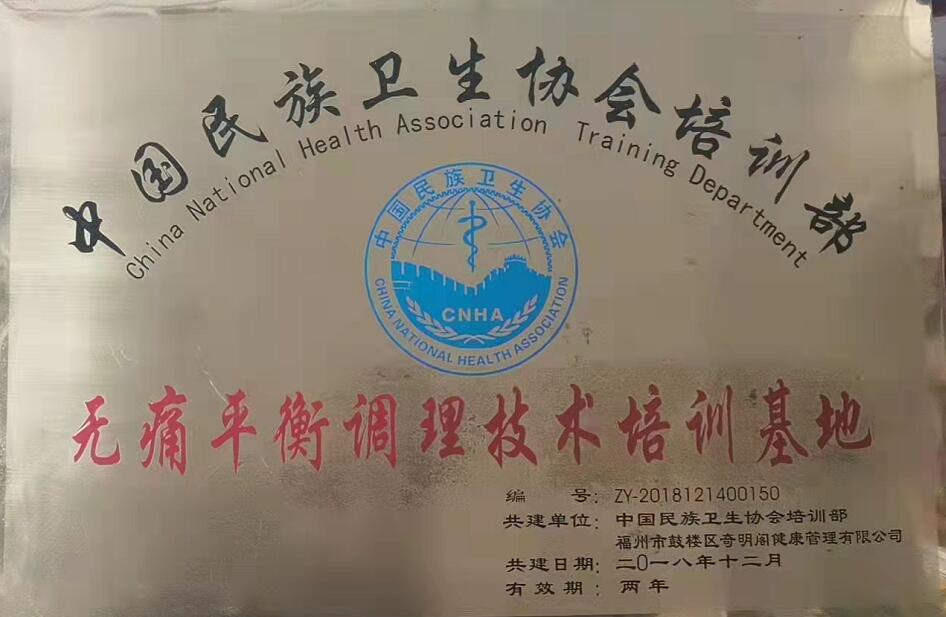 中国民族卫生协会培训部
China National Health Association Training Department
中国民族卫生协会
CNHA
CHINA NATIONAL HEALTH ASSOCIATION
无痛平衡调理技术培训基地
编 号：ZY-2018121400150
共建单位：中国民族卫生协会培训部
福州市鼓楼区奇明阁健康管理有限公司
共建日期：二〇一八年十二月
有效期：两年